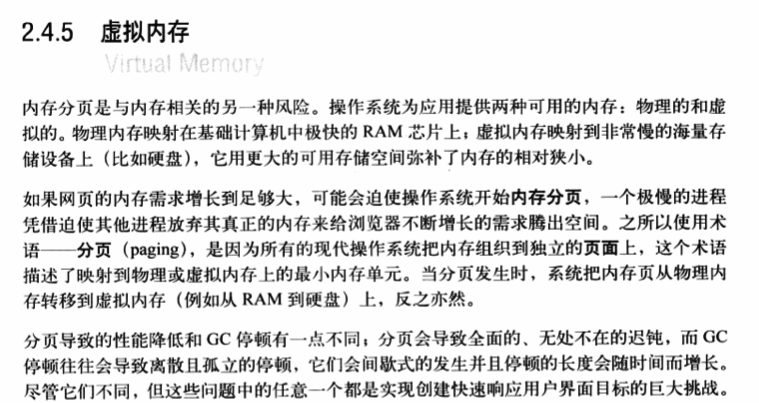 2.4.5 虚拟内存
Virtual Memory
内存分页是与内存相关的另一种风险。操作系统为应用提供两种可用的内存：物理的和虚
拟的。物理内存映射在基础计算机中极快的 RAM 芯片上；虚拟内存映射到非常慢的海量存
储设备上（比如硬盘），它用更大的可用存储空间弥补了内存的相对狭小。
如果网页的内存需求增长到足够大，可能会迫使操作系统开始内存分页，一个极慢的进程
凭借迫使其他进程放弃其真正的内存来给浏览器不断增长的需求腾出空间。之所以使用术
语——分页（paging），是因为所有的现代操作系统把内存组织到独立的页面上，这个术语
描述了映射到物理或虚拟内存上的最小内存单元。当分页发生时，系统把内存页从物理内
存转移到虚拟内存（例如从 RAM 到硬盘）上，反之亦然。
分页导致的性能降低和 GC 停顿有一点不同；分页会导致全面的、无处不在的迟钝，而 GC
停顿往往会导致离散且孤立的停顿，它们会间歇式的发生并且停顿的长度会随时间而增长。
尽管它们不同，但这些问题中的任意一个都是实现创建快速响应用户界面目标的巨大挑战。